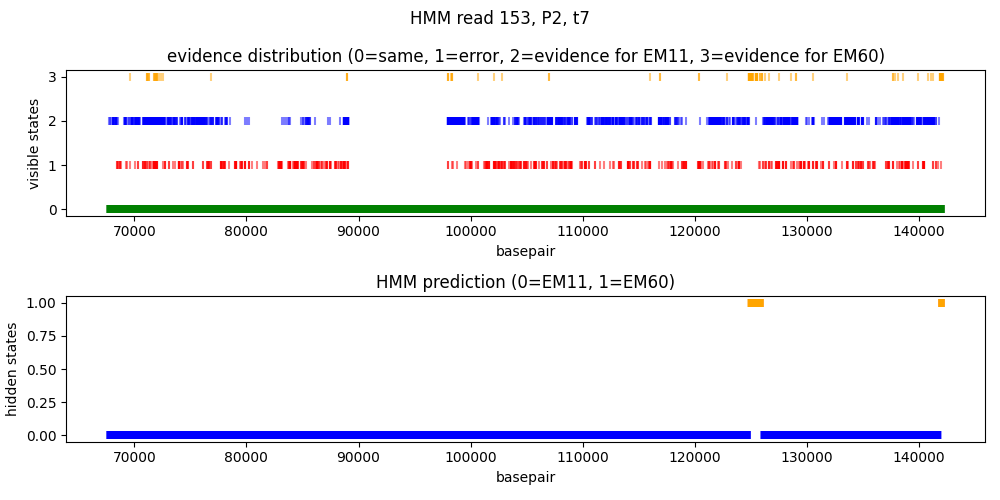 HMM read 153, P2, t7
evidence distribution (0=same, 1=error, 2=evidence for EM11, 3=evidence for EM60)
visible states
3
2
1
0
70000 80000 90000 100000 110000 120000 130000 140000
basepair
HMM prediction (0=EM11, 1=EM60)
hidden states
1.00
0.75
0.50
0.25
0.00
70000 80000 90000 100000 110000 120000 130000 140000
basepair